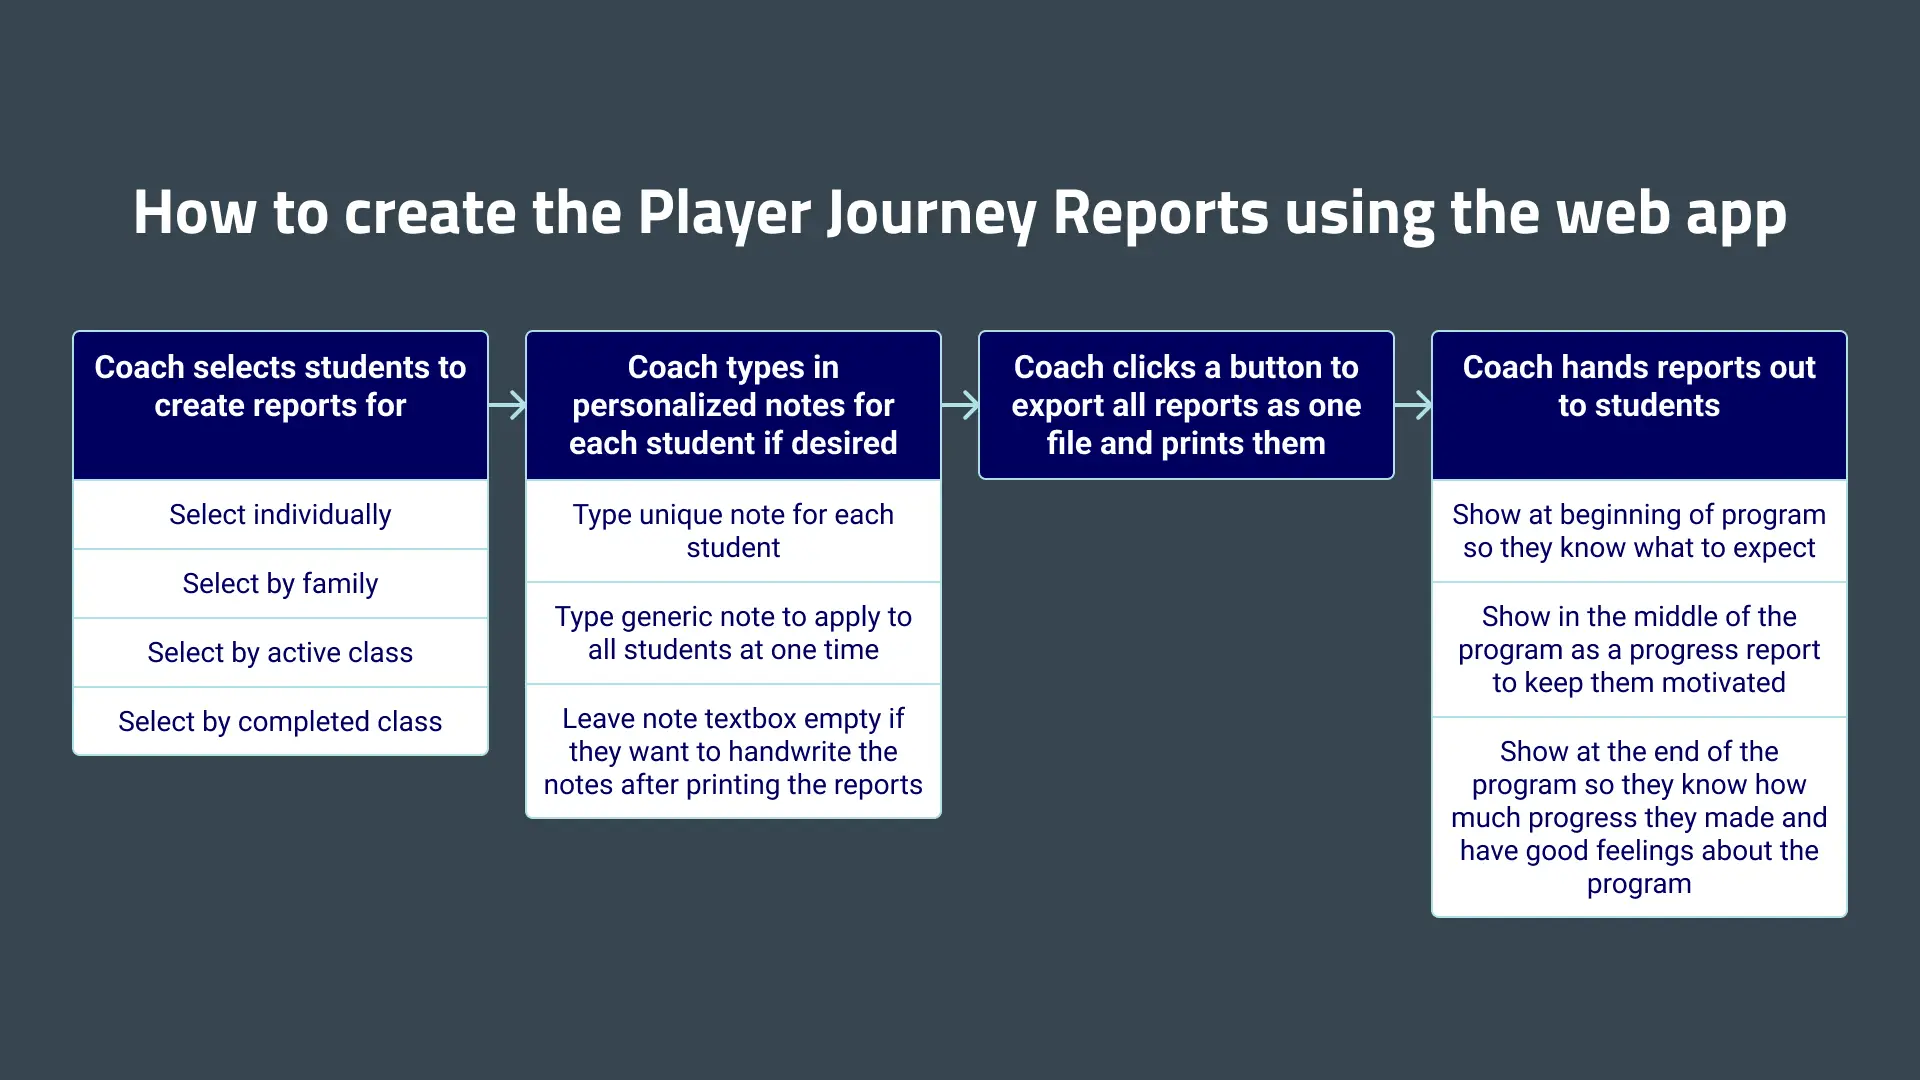 How to create the Player Journey Reports using the web app
Coach selects students to
create reports for
Select individually
Select by family
Select by active class
Select by completed class
Coach types in
personalized notes for
each student if desired
Type unique note for each
student
Type generic note to apply to
all students at one time
Leave note textbox empty if
they want to handwrite the
notes after printing the reports
Coach clicks a button to
export all reports as one
file and prints them
Coach hands reports out
to students
Show at beginning of program
so they know what to expect
Show in the middle of the
program as a progress report
to keep them motivated
Show at the end of the
program so they know how
much progress they made and
have good feelings about the
program